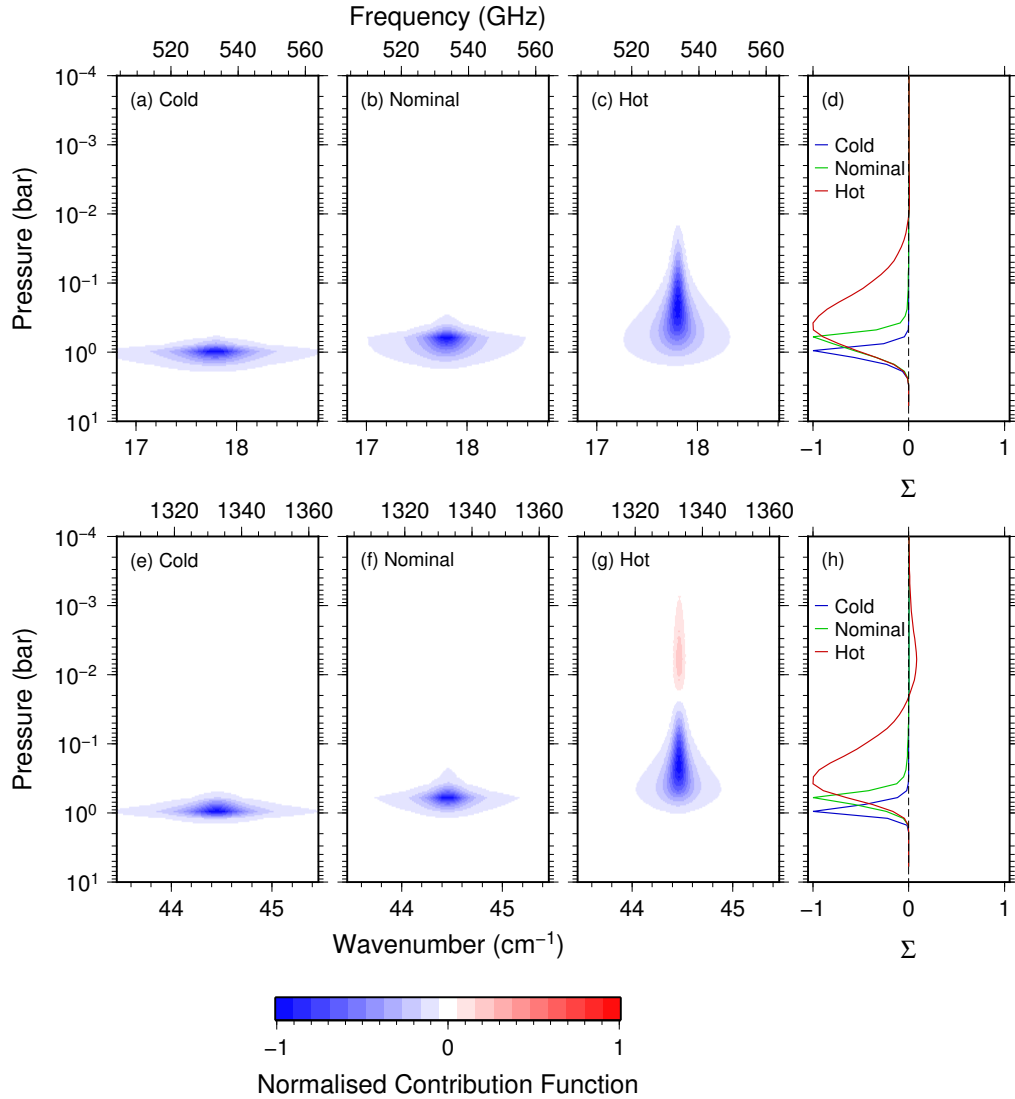 Frequency (GHz)
520 540 560 520 540 560 520 540 560
10⁻⁴
10⁻³
10⁻²
10⁻¹
10⁰
10¹
Pressure (bar)
(a) Cold
(b) Nominal
(c) Hot
(d)
Cold
Nominal
Hot
17 18 17 18 17 18 −1 0 1
Σ
1320 1340 1360 1320 1340 1360 1320 1340 1360
10⁻⁴
10⁻³
10⁻²
10⁻¹
10⁰
10¹
Pressure (bar)
(e) Cold
(f) Nominal
(g) Hot
(h)
Cold
Nominal
Hot
44 45 44 45 44 45 −1 0 1
Wavenumber (cm⁻¹)
Σ
−1 0 1
Normalised Contribution Function